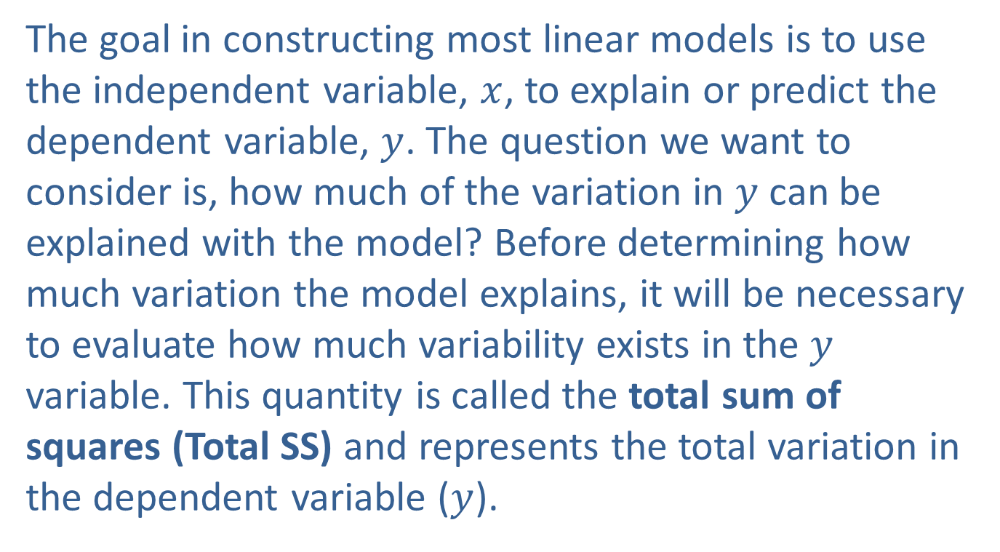 The goal in constructing most linear models is to use
the independent variable, x, to explain or predict the
dependent variable, y. The question we want to
consider is, how much of the variation in y can be
explained with the model? Before determining how
much variation the model explains, it will be necessary
to evaluate how much variability exists in the y
variable. This quantity is called the total sum of
squares (Total SS) and represents the total variation in
the dependent variable (y).